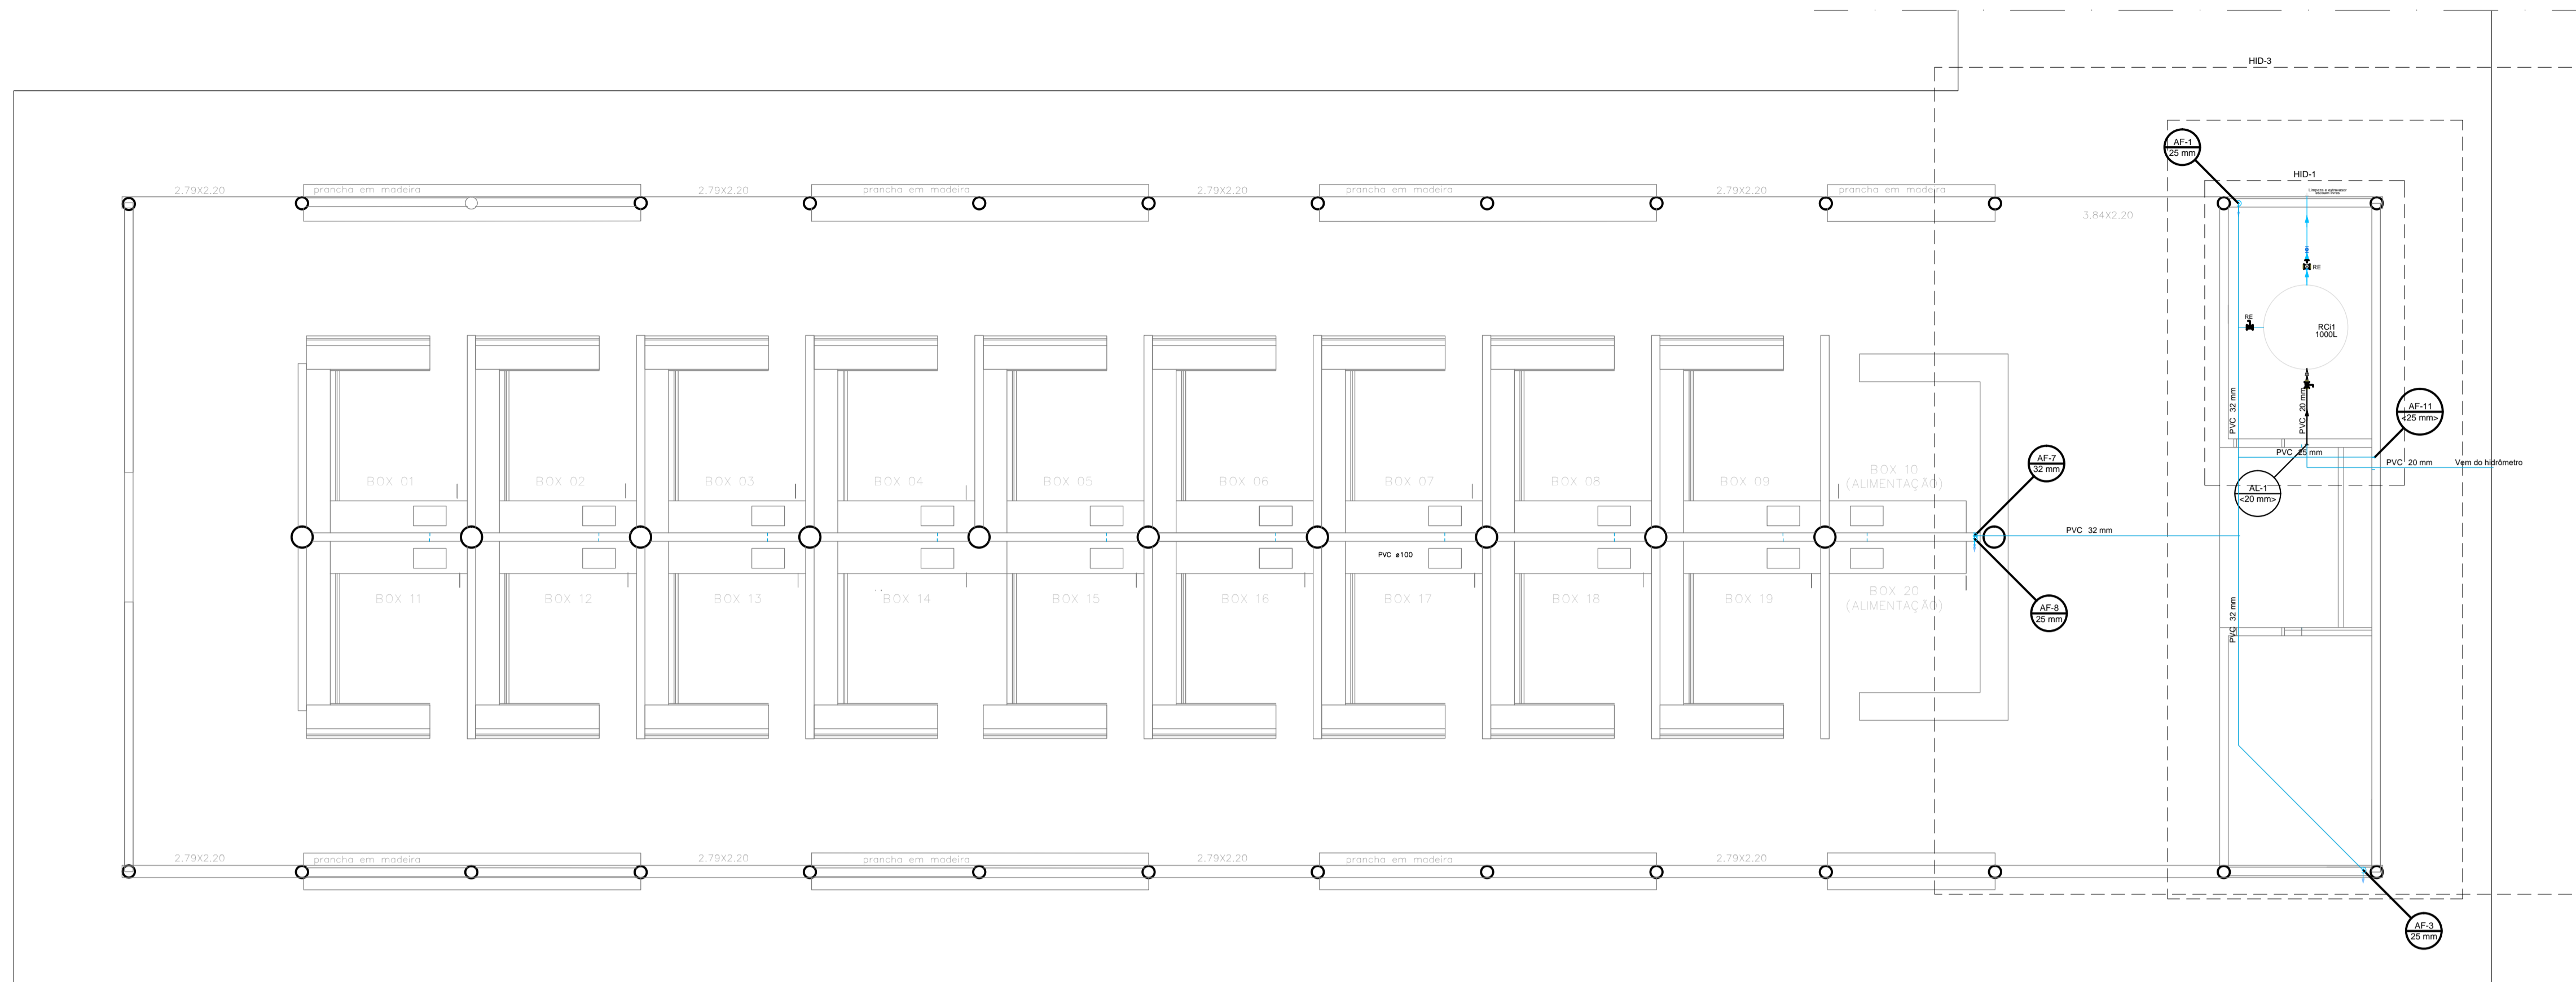 HID-3
AF-1
25 mm
HID-1
Limpeza e extravasor
2.79X2.20
prancha em madeira
2.79X2.20
prancha em madeira
2.79X2.20
prancha em madeira
2.79X2.20
prancha em madeira
3.84X2.20
RE
RE
RCi1
1000L
PVC 32 mm
PVC 20 mm
AF-11
<25 mm>
PVC 25 mm
PVC 20 mm
Vem do hidrômetro
AL-1
<20 mm>
AF-7
32 mm
BOX 01
BOX 02
BOX 03
BOX 04
BOX 05
BOX 06
BOX 07
BOX 08
BOX 09
BOX 10
(ALIMENTAÇÃO)
PVC 32 mm
PVC ø100
BOX 11
BOX 12
BOX 13
BOX 14
BOX 15
BOX 16
BOX 17
BOX 18
BOX 19
BOX 20
(ALIMENTAÇÃO)
AF-8
25 mm
PVC 32 mm
2.79X2.20
prancha em madeira
2.79X2.20
prancha em madeira
2.79X2.20
prancha em madeira
2.79X2.20
AF-3
25 mm